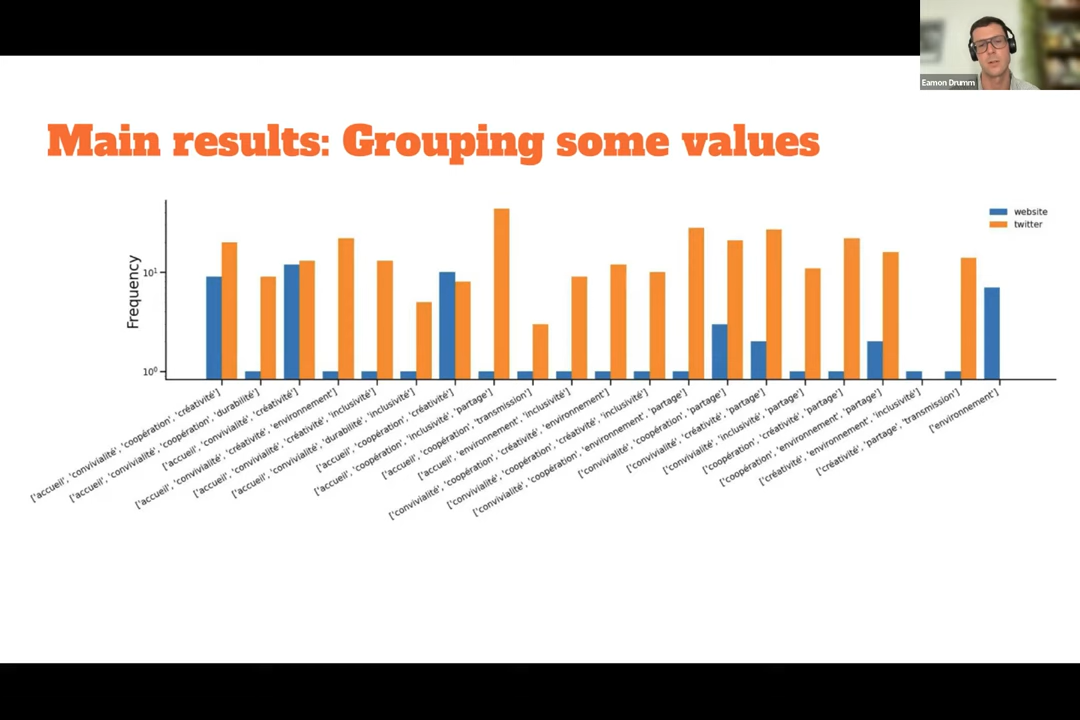 Eamon Drumm
Main results: Grouping some values
website
twitter
Frequency
10¹
10⁰
['accueil', 'convivialité', 'coopération', 'créativité']
['accueil', 'convivialité', 'coopération', 'durabilité']
['accueil', 'convivialité', 'créativité']
['accueil', 'convivialité', 'créativité', 'environnement']
['accueil', 'convivialité', 'créativité', 'inclusivité']
['accueil', 'convivialité', 'durabilité', 'inclusivité']
['accueil', 'coopération', 'créativité']
['accueil', 'coopération', 'inclusivité', 'partage']
['accueil', 'coopération', 'transmission']
['accueil', 'environnement', 'inclusivité']
['convivialité', 'coopération', 'créativité', 'environnement']
['convivialité', 'coopération', 'créativité', 'inclusivité']
['convivialité', 'coopération', 'environnement', 'partage']
['convivialité', 'coopération', 'partage']
['convivialité', 'créativité', 'partage']
['convivialité', 'inclusivité', 'partage']
['coopération', 'créativité', 'partage']
['coopération', 'environnement', 'partage']
['créativité', 'environnement', 'inclusivité']
['créativité', 'partage', 'transmission']
['environnement']